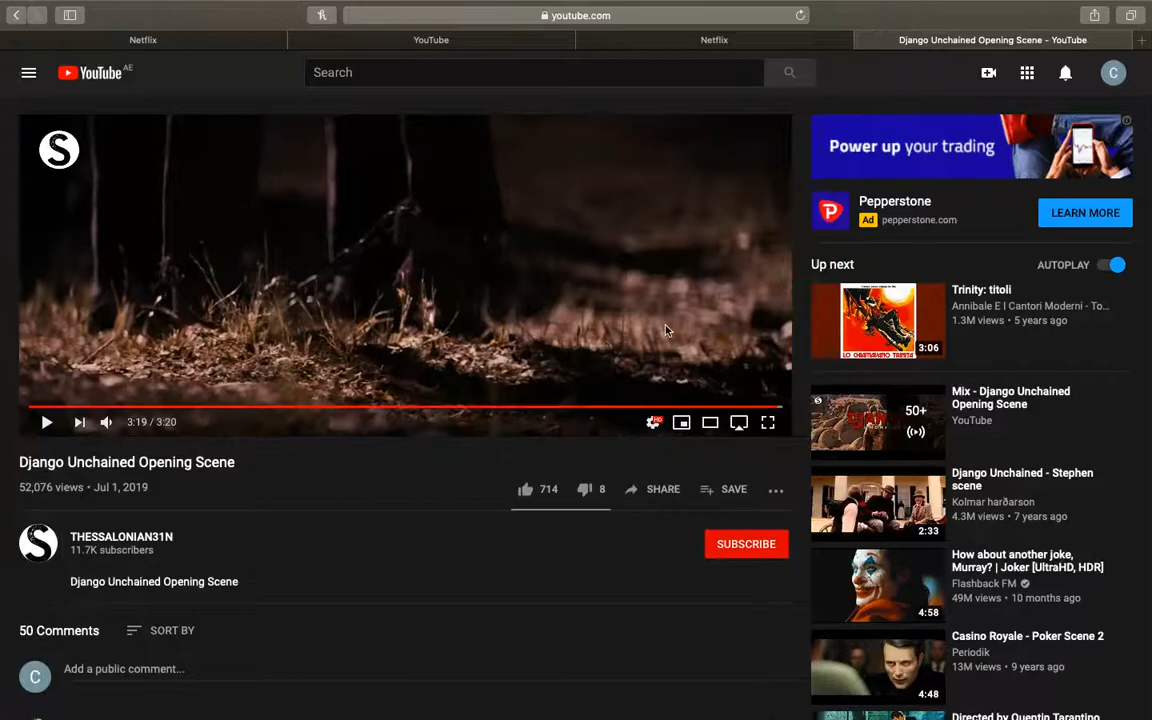 youtube.com
Netflix
YouTube
Netflix
Django Unchained Opening Scene - YouTube
YouTube AE
Search
C
S
Power up your trading
Pepperstone
Ad pepperstone.com
LEARN MORE
Up next
AUTOPLAY
Trinity: titoli
Annibale E I Cantori Moderni - To...
1.3M views • 5 years ago
LO CHIAMAVANO TRINITA'
3:06
Mix - Django Unchained
Opening Scene
YouTube
50+
3:19 / 3:20
HD
Django Unchained Opening Scene
52,076 views • Jul 1, 2019
714
8
SHARE
SAVE
Django Unchained - Stephen
scene
Kolmar harðarson
4.3M views • 7 years ago
2:33
S
THESSALONIAN31N
11.7K subscribers
SUBSCRIBE
Django Unchained Opening Scene
How about another joke,
Murray? | Joker [UltraHD, HDR]
Flashback FM
49M views • 10 months ago
4:58
50 Comments
SORT BY
C
Add a public comment...
Casino Royale - Poker Scene 2
Periodik
13M views • 9 years ago
4:48
Directed by Quentin Tarantino